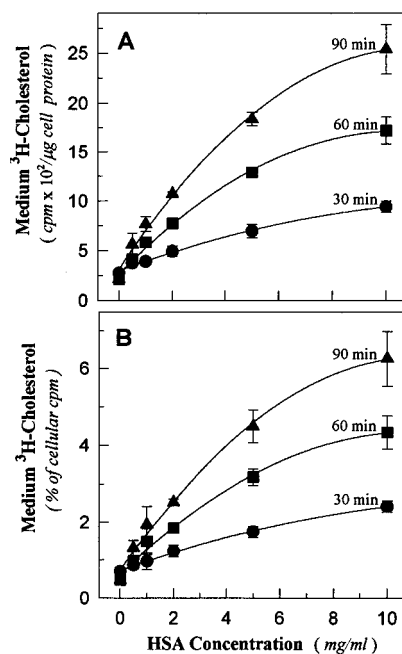 A
Medium ³H-Cholesterol
( cpm x 10²/µg cell protein )
25
20
15
10
5
0
90 min
60 min
30 min
B
Medium ³H-Cholesterol
( % of cellular cpm )
6
4
2
0
90 min
60 min
30 min
0 2 4 6 8 10
HSA Concentration ( mg/ml )